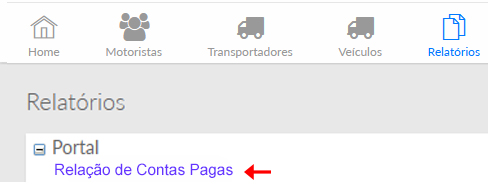 Home Motoristas Transportadores Veículos Relatórios
Relatórios
Portal
Relação de Contas Pagas